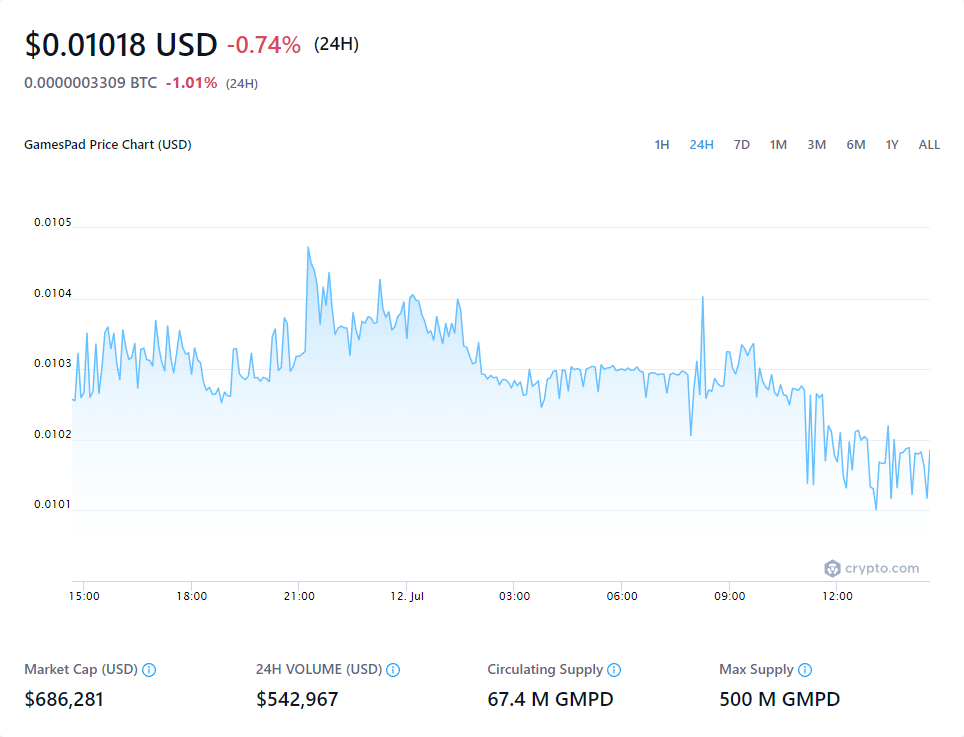 $0.01018 USD -0.74% (24H)
0.0000003309 BTC -1.01% (24H)
GamesPad Price Chart (USD) 1H 24H 7D 1M 3M 6M 1Y ALL
0.0105
0.0104
0.0103
0.0102
0.0101
crypto.com
15:00 18:00 21:00 12. Jul 03:00 06:00 09:00 12:00
Market Cap (USD) 24H VOLUME (USD) Circulating Supply Max Supply
$686,281 $542,967 67.4 M GMPD 500 M GMPD